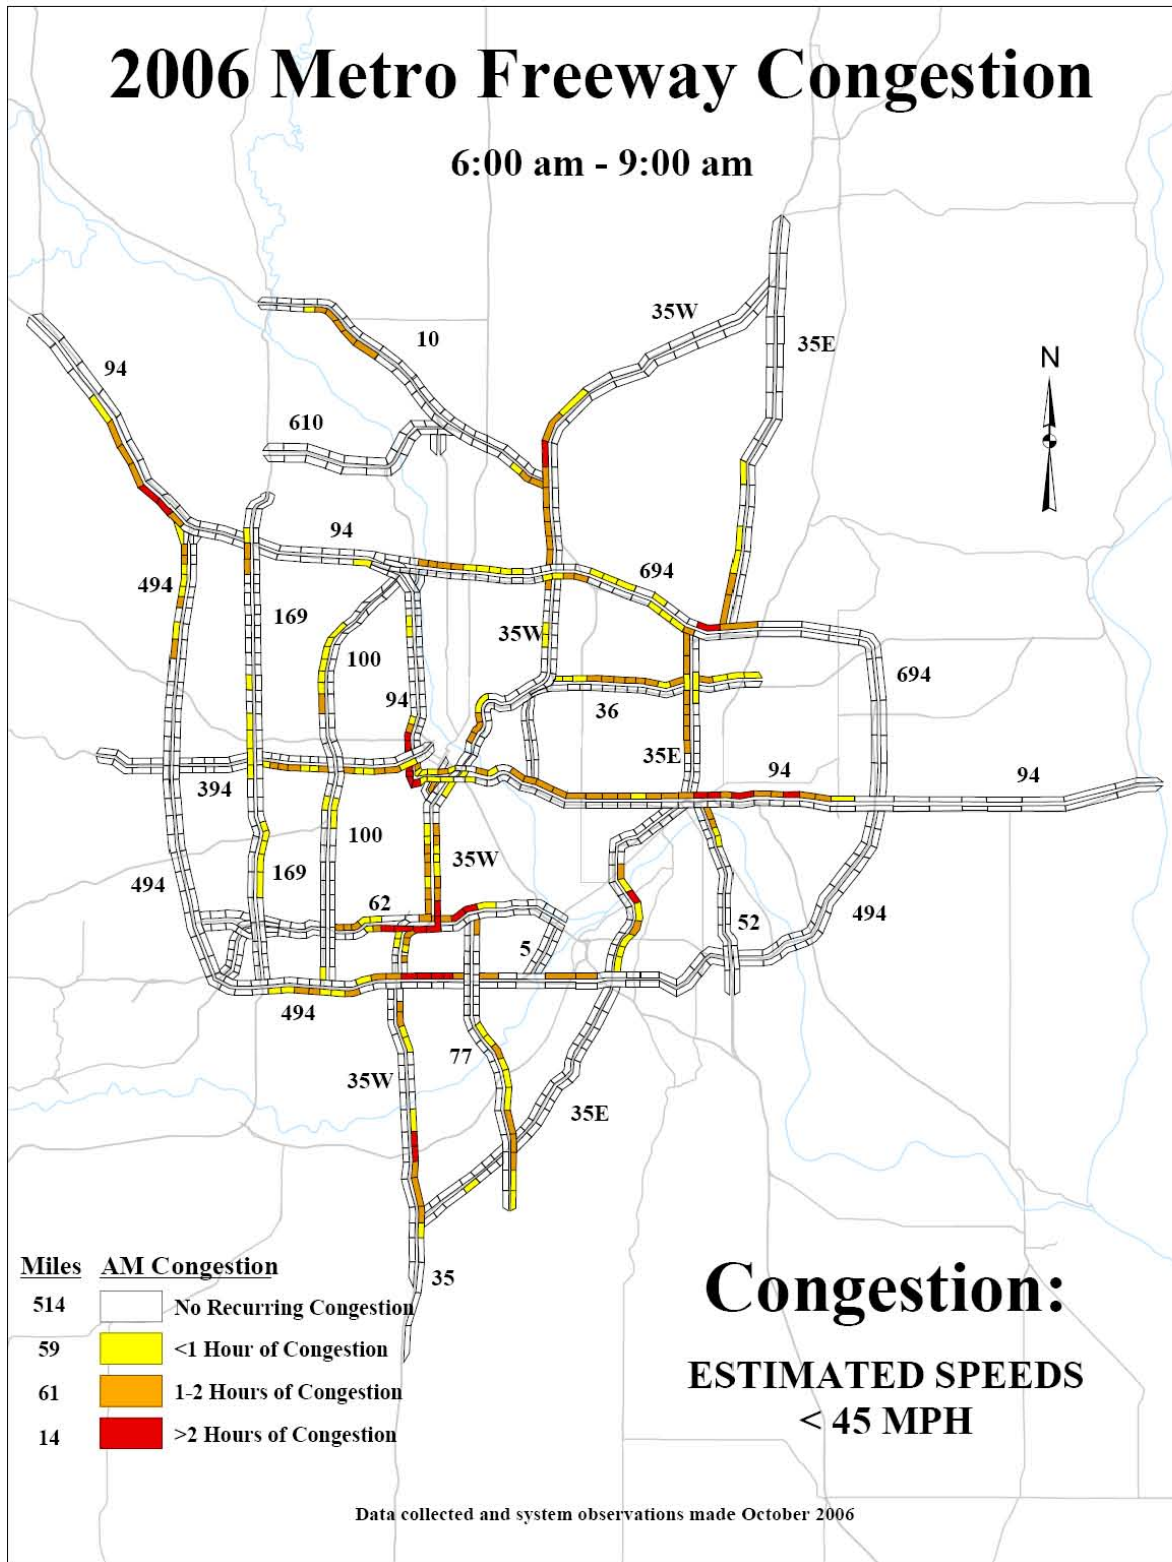 2006 Metro Freeway Congestion
6:00 am - 9:00 am
35W
10
35E
94
N
610
94
494
694
169
35W
100
694
94
36
35E
94
94
394
100
35W
494
169
62
494
52
5
494
77
35W
35E
35
Miles AM Congestion
514 No Recurring Congestion
59 <1 Hour of Congestion
61 1-2 Hours of Congestion
14 >2 Hours of Congestion
Congestion:
ESTIMATED SPEEDS
< 45 MPH
Data collected and system observations made October 2006